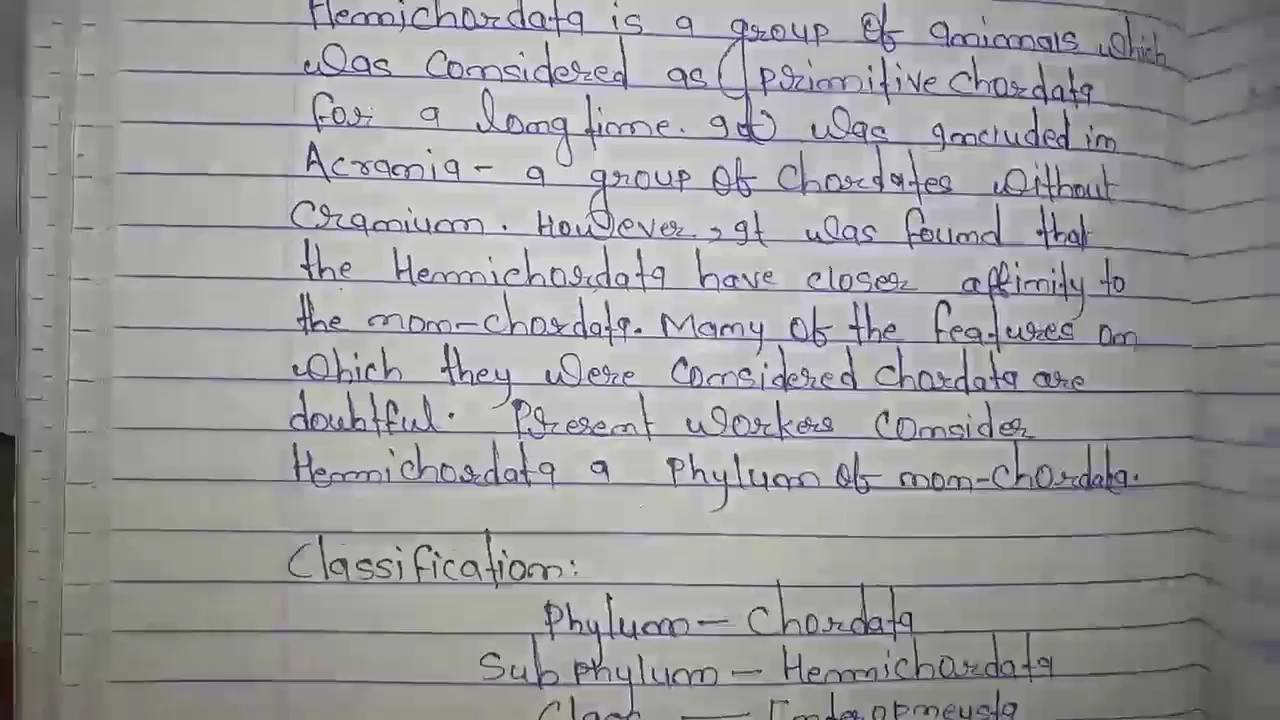 Hemichordata is a group of animals which
was considered as primitive chordata
for a long time. It was included in
Acrania - a group of chordates without
Cranium. However, It was found that
the Hemichordata have closer affinity to
the non-chordata. Many of the features on
which they were considered chordata are
doubtful. Present workers consider
Hemichordata a phylum of non-chordata.
Classification:
Phylum - Chordata
Sub phylum - Hemichordata
Class - Enteropneusta